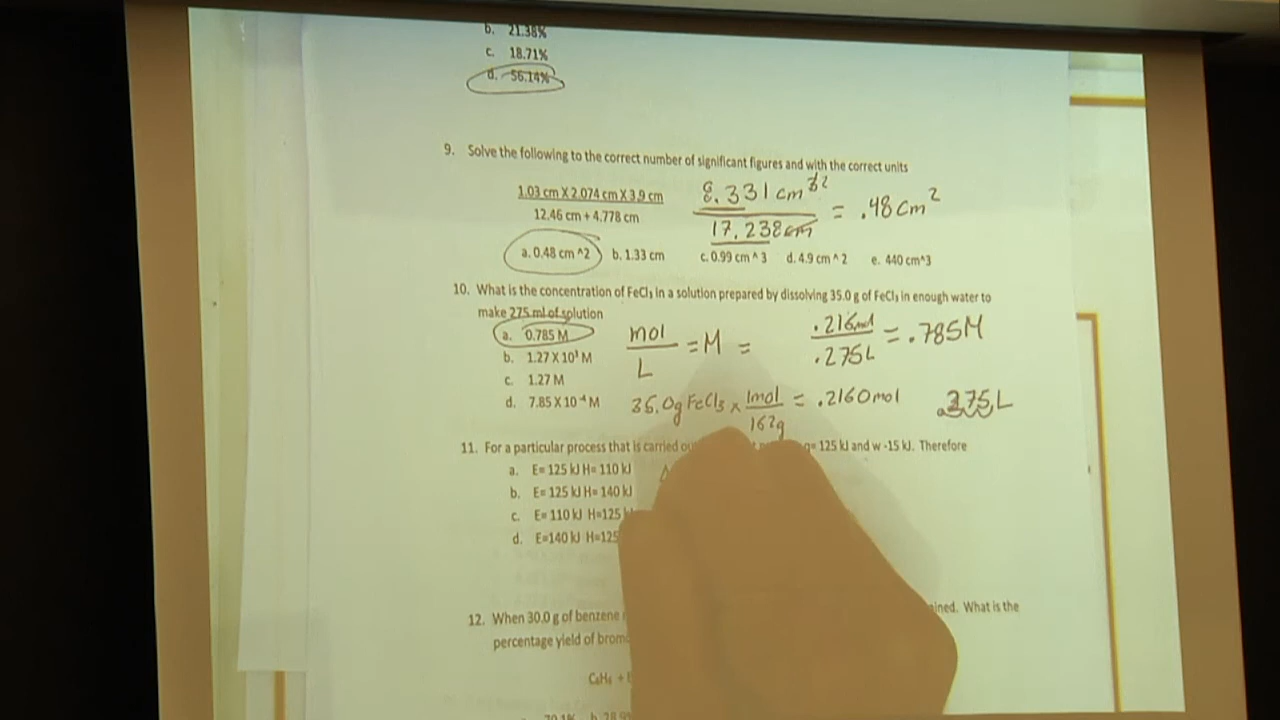 b. 21.38%
c. 18.71%
d. 56.14%
9. Solve the following to the correct number of significant figures and with the correct units
1.03 cm X 2.074 cm X 3.9 cm
12.46 cm + 4.778 cm
8.331 cm 2
17.238 cm
= .48 cm 2
a. 0.48 cm ^2 b. 1.33 cm c. 0.99 cm ^ 3 d. 4.9 cm ^ 2 e. 440 cm^3
10. What is the concentration of FeCl₃ in a solution prepared by dissolving 35.0 g of FeCl₃ in enough water to
make 275 ml of solution
a. 0.785 M
b. 1.27 X 10³ M
c. 1.27 M
d. 7.85 X 10⁻⁴ M
mol
L
= M =
.216 mol
.275 L
= .785 M
35.0g FeCl3 x 1mol
162g
= .2160 mol
275 L
11. For a particular process that is carried q= 125 kJ and w -15 kJ. Therefore
a. E= 125 kJ H= 110 kJ
b. E= 125 kJ H= 140 kJ
c. E= 110 kJ H=125
d. E=140 kJ H=125
12. When 30.0 g of benzene What is the
percentage yield of
C₆H₆ +